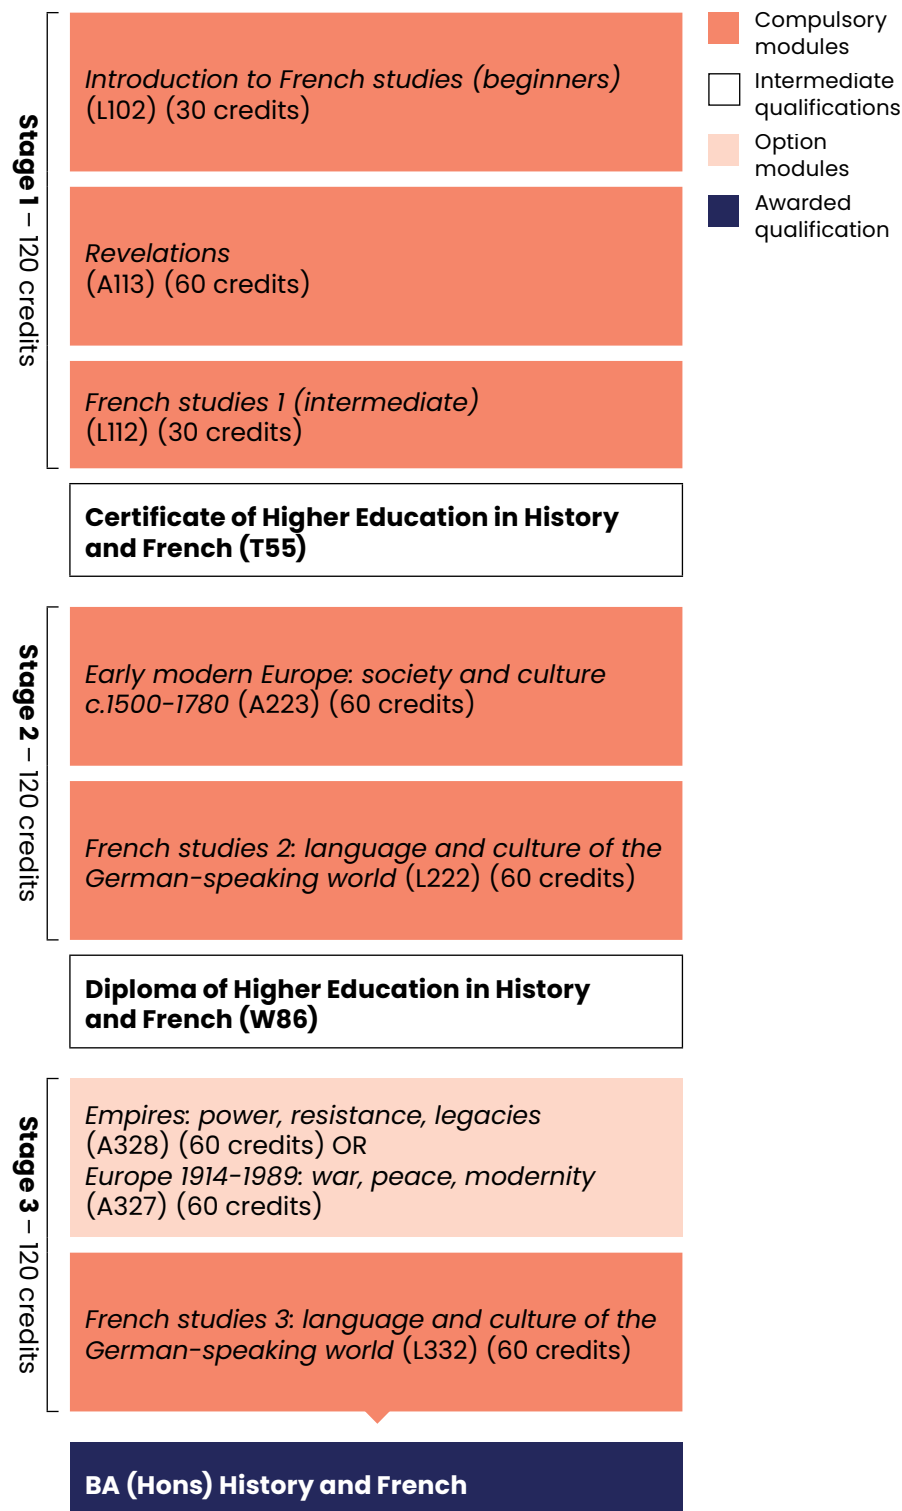 Compulsory
modules
Intermediate
qualifications
Option
modules
Awarded
qualification
Stage 1 – 120 credits
Introduction to French studies (beginners)
(L102) (30 credits)
Revelations
(A113) (60 credits)
French studies 1 (intermediate)
(L112) (30 credits)
Certificate of Higher Education in History
and French (T55)
Stage 2 – 120 credits
Early modern Europe: society and culture
c.1500-1780 (A223) (60 credits)
French studies 2: language and culture of the
German-speaking world (L222) (60 credits)
Diploma of Higher Education in History
and French (W86)
Stage 3 – 120 credits
Empires: power, resistance, legacies
(A328) (60 credits) OR
Europe 1914-1989: war, peace, modernity
(A327) (60 credits)
French studies 3: language and culture of the
German-speaking world (L332) (60 credits)
BA (Hons) History and French